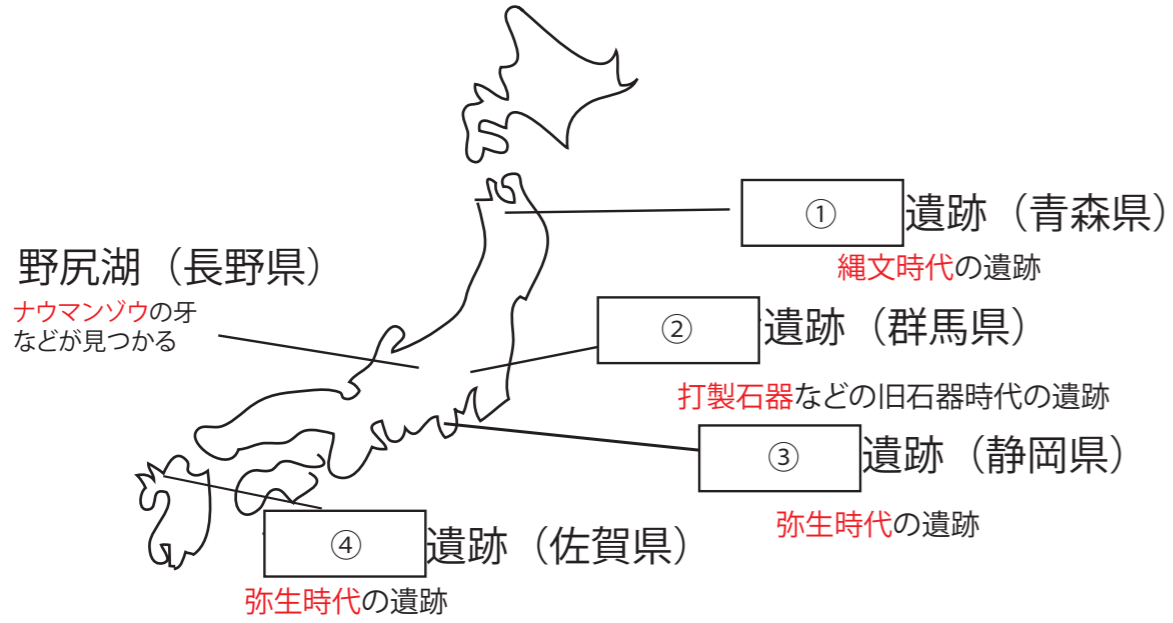 ① 遺跡（青森県）
縄文時代の遺跡
野尻湖（長野県）
ナウマンゾウの牙
などが見つかる
② 遺跡（群馬県）
打製石器などの旧石器時代の遺跡
③ 遺跡（静岡県）
弥生時代の遺跡
④ 遺跡（佐賀県）
弥生時代の遺跡